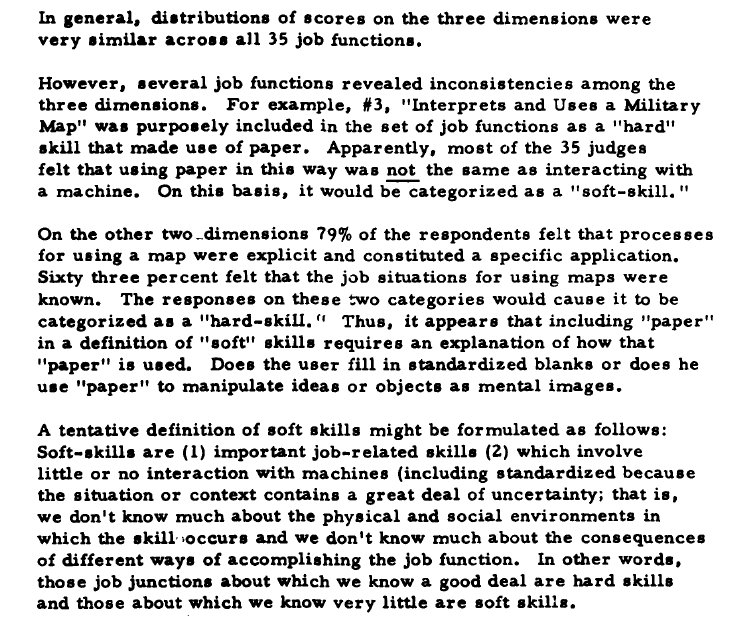 In general, distributions of scores on the three dimensions were
very similar across all 35 job functions.
However, several job functions revealed inconsistencies among the
three dimensions. For example, #3, "Interprets and Uses a Military
Map" was purposely included in the set of job functions as a "hard"
skill that made use of paper. Apparently, most of the 35 judges
felt that using paper in this way was not the same as interacting with
a machine. On this basis, it would be categorized as a "soft-skill."
On the other two dimensions 79% of the respondents felt that processes
for using a map were explicit and constituted a specific application.
Sixty three percent felt that the job situations for using maps were
known. The responses on these two categories would cause it to be
categorized as a "hard-skill." Thus, it appears that including "paper"
in a definition of "soft" skills requires an explanation of how that
"paper" is used. Does the user fill in standardized blanks or does he
use "paper" to manipulate ideas or objects as mental images.
A tentative definition of soft skills might be formulated as follows:
Soft-skills are (1) important job-related skills (2) which involve
little or no interaction with machines (including standardized because
the situation or context contains a great deal of uncertainty; that is,
we don't know much about the physical and social environments in
which the skill occurs and we don't know much about the consequences
of different ways of accomplishing the job function. In other words,
those job junctions about which we know a good deal are hard skills
and those about which we know very little are soft skills.